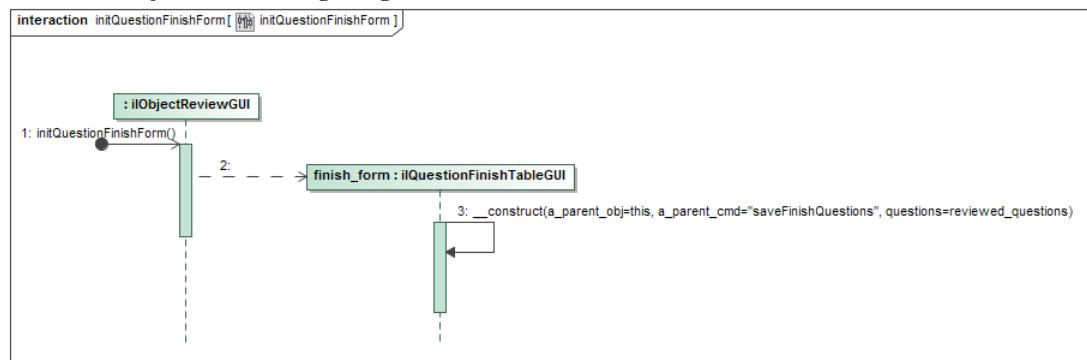 interaction initQuestionFinishForm[ initQuestionFinishForm ]
: ilObjectReviewGUI
1: initQuestionFinishForm()
2:
finish_form : ilQuestionFinishTableGUI
3: __construct(a_parent_obj=this, a_parent_cmd="saveFinishQuestions", questions=reviewed_questions)